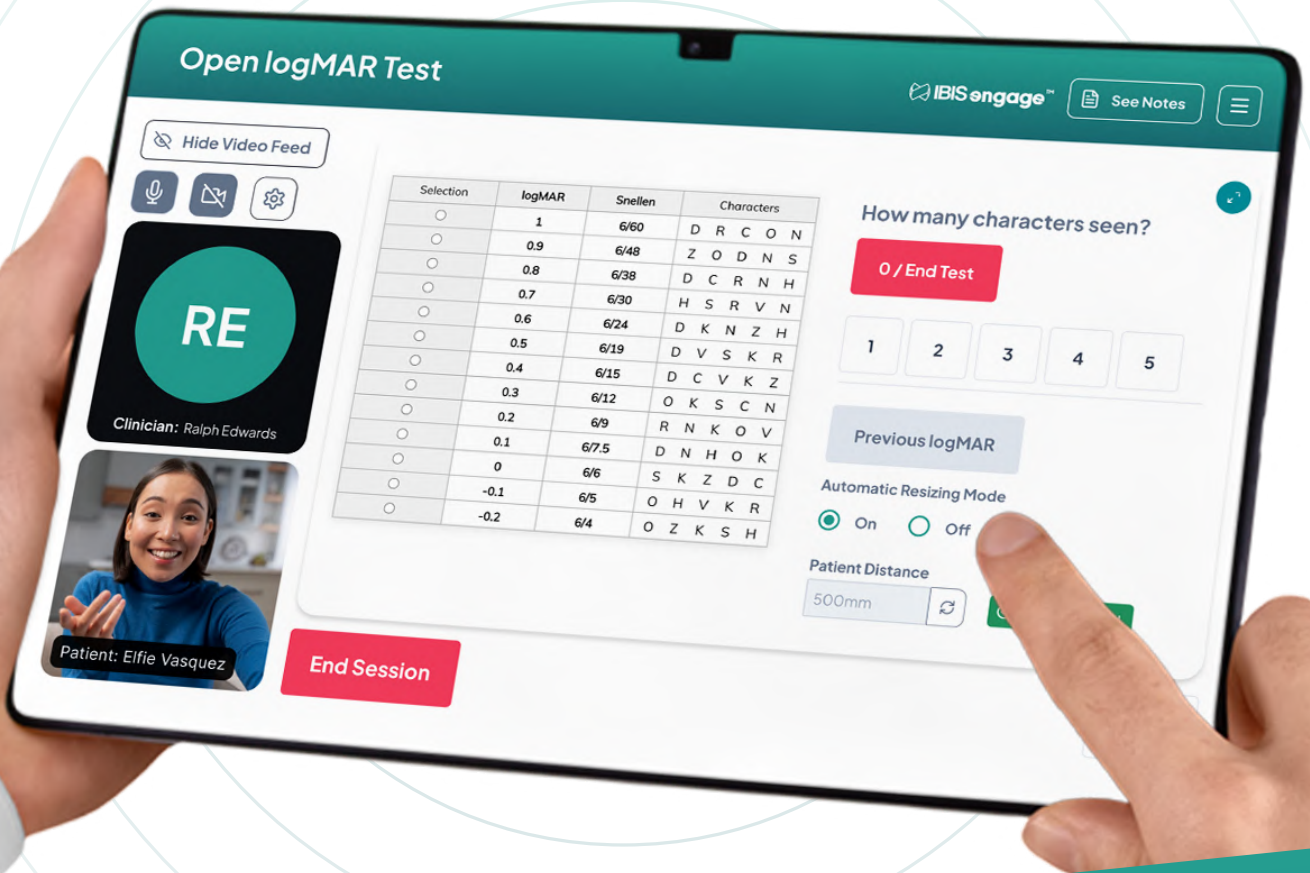 Open logMAR Test
IBIS engage™
See Notes
Hide Video Feed
RE
Clinician: Ralph Edwards
Patient: Elfie Vasquez
End Session
Selection logMAR Snellen Characters
1 6/60 D R C O N
0.9 6/48 Z O D N S
0.8 6/38 D C R N H
0.7 6/30 H S R V N
0.6 6/24 D K N Z H
0.5 6/19 D V S K R
0.4 6/15 D C V K Z
0.3 6/12 O K S C N
0.2 6/9 R N K O V
0.1 6/7.5 D N H O K
0 6/6 S K Z D C
-0.1 6/5 O H V K R
-0.2 6/4 O Z K S H
How many characters seen?
0 / End Test
1 2 3 4 5
Previous logMAR
Automatic Resizing Mode
On Off
Patient Distance
500mm